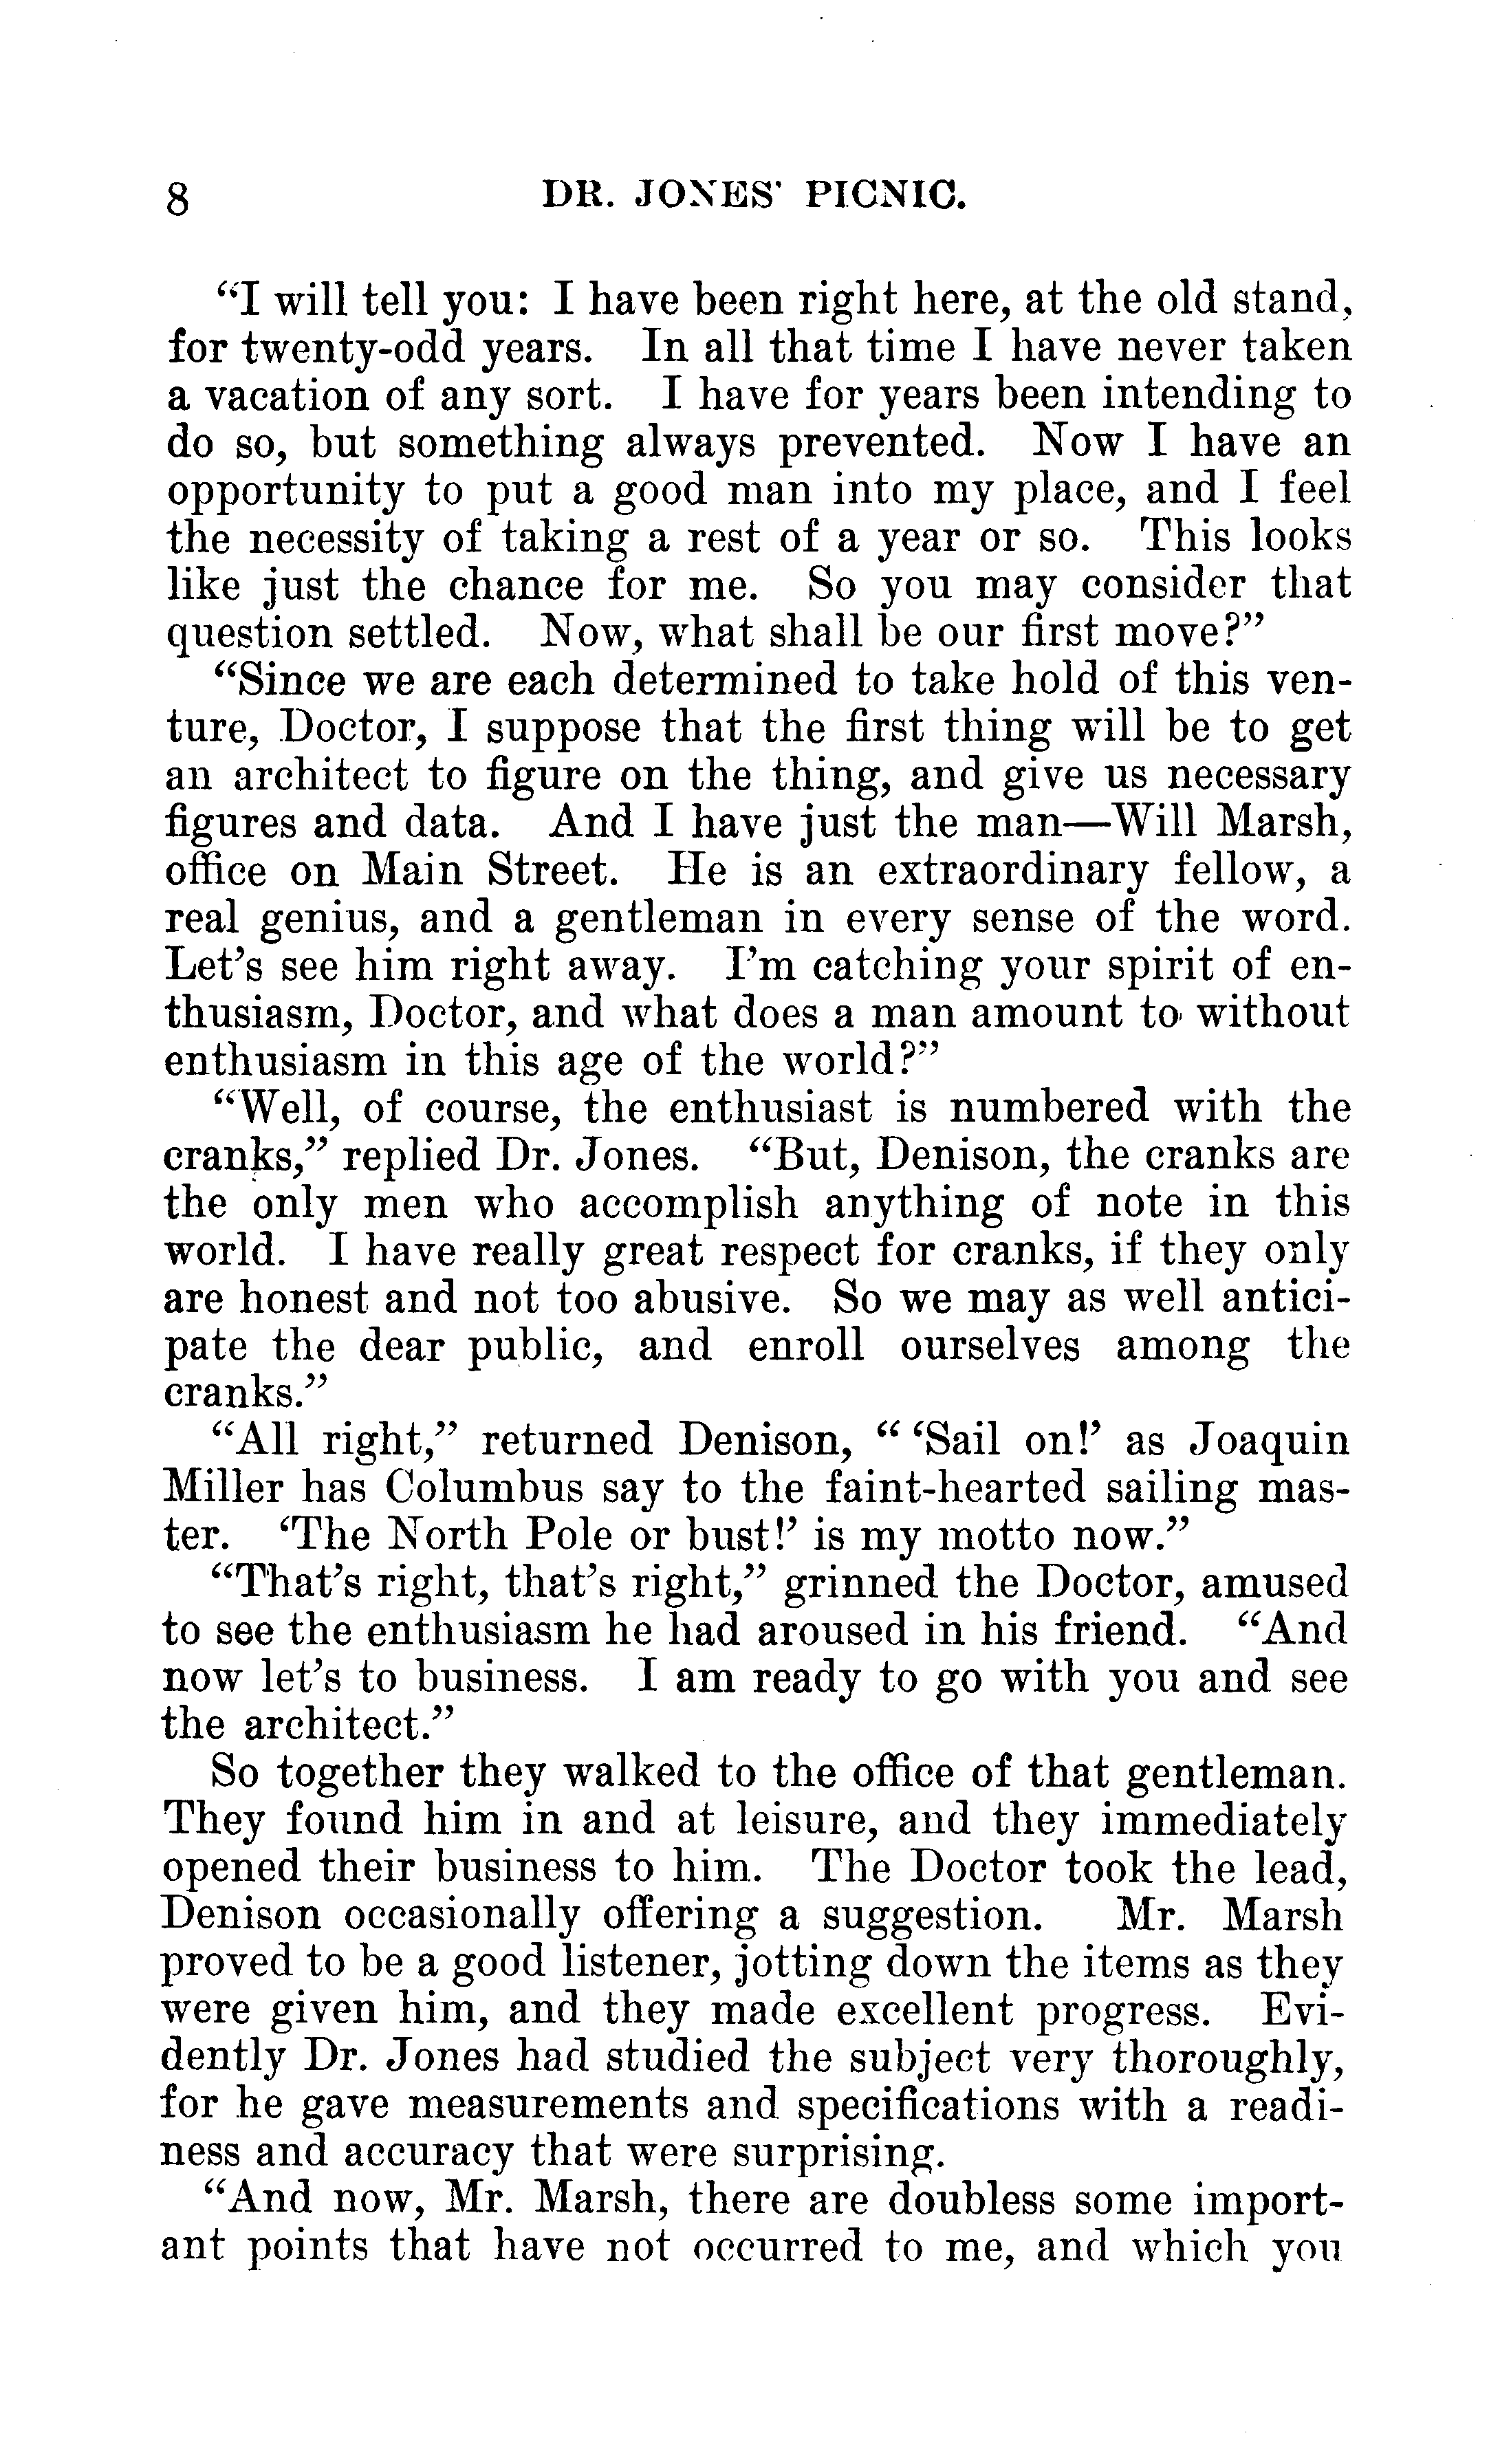 8 DR. JONES' PICNIC.
“I will tell you: I have been right here, at the old stand,
for twenty-odd years. In all that time I have never taken
a vacation of any sort. I have for years been intending to
do so, but something always prevented. Now I have an
opportunity to put a good man into my place, and I feel
the necessity of taking a rest of a year or so. This looks
like just the chance for me. So you may consider that
question settled. Now, what shall be our first move?”
“Since we are each determined to take hold of this ven-
ture, Doctor, I suppose that the first thing will be to get
an architect to figure on the thing, and give us necessary
figures and data. And I have just the man—Will Marsh,
office on Main Street. He is an extraordinary fellow, a
real genius, and a gentleman in every sense of the word.
Let’s see him right away. I’m catching your spirit of en-
thusiasm, Doctor, and what does a man amount to without
enthusiasm in this age of the world?”
“Well, of course, the enthusiast is numbered with the
cranks,” replied Dr. Jones. “But, Denison, the cranks are
the only men who accomplish anything of note in this
world. I have really great respect for cranks, if they only
are honest and not too abusive. So we may as well antici-
pate the dear public, and enroll ourselves among the
cranks.”
“All right,” returned Denison, “ ‘Sail on!’ as Joaquin
Miller has Columbus say to the faint-hearted sailing mas-
ter. ‘The North Pole or bust!’ is my motto now.”
“That’s right, that’s right,” grinned the Doctor, amused
to see the enthusiasm he had aroused in his friend. “And
now let’s to business. I am ready to go with you and see
the architect.”
So together they walked to the office of that gentleman.
They found him in and at leisure, and they immediately
opened their business to him. The Doctor took the lead,
Denison occasionally offering a suggestion. Mr. Marsh
proved to be a good listener, jotting down the items as they
were given him, and they made excellent progress. Evi-
dently Dr. Jones had studied the subject very thoroughly,
for he gave measurements and specifications with a readi-
ness and accuracy that were surprising.
“And now, Mr. Marsh, there are doubless some import-
ant points that have not occurred to me, and which you